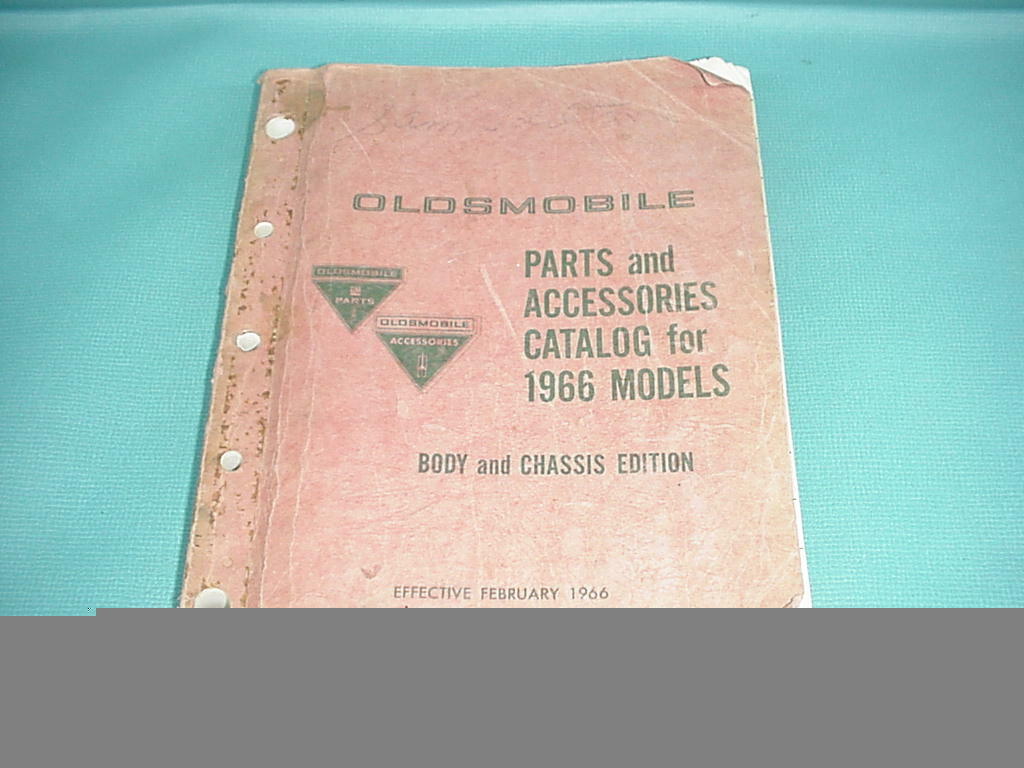 OLDSMOBILE
OLDSMOBILE
GM
PARTS
OLDSMOBILE
ACCESSORIES
PARTS and
ACCESSORIES
CATALOG for
1966 MODELS
BODY and CHASSIS EDITION
EFFECTIVE FEBRUARY 1966